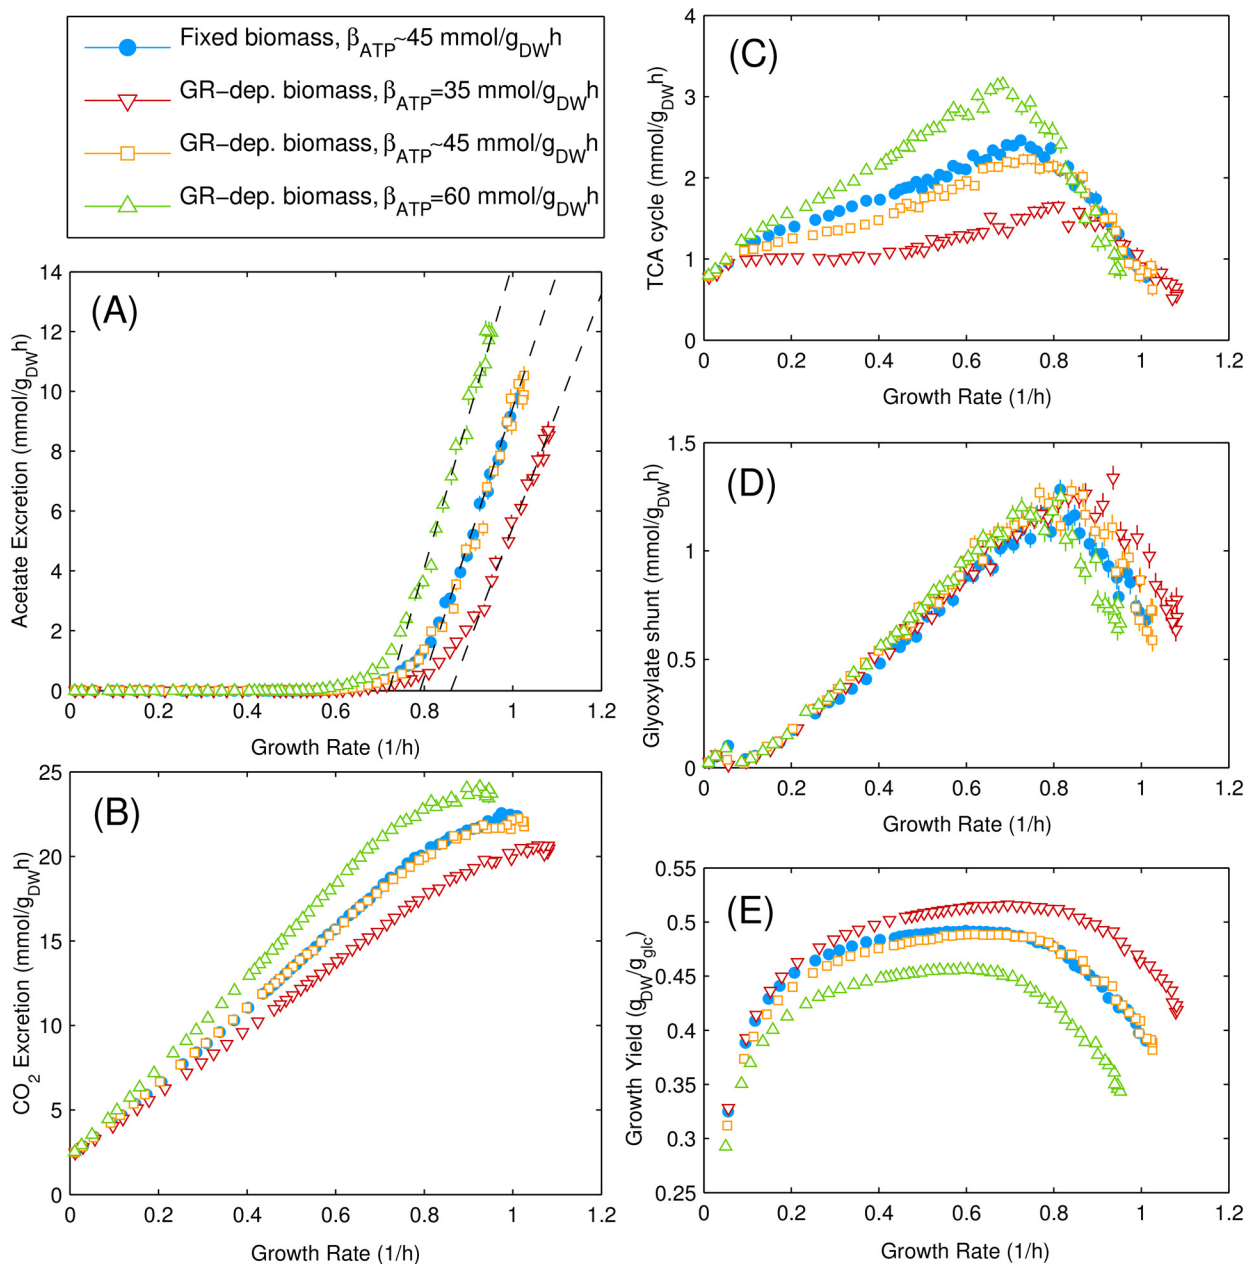 Fixed biomass, βATP~45 mmol/gDWh
GR-dep. biomass, βATP=35 mmol/gDWh
GR-dep. biomass, βATP~45 mmol/gDWh
GR-dep. biomass, βATP=60 mmol/gDWh
(A)
14
12
10
8
6
4
2
0
0 0.2 0.4 0.6 0.8 1 1.2
Acetate Excretion (mmol/gDWh)
Growth Rate (1/h)
(B)
25
20
15
10
5
0
0 0.2 0.4 0.6 0.8 1 1.2
CO2 Excretion (mmol/gDWh)
Growth Rate (1/h)
(C)
4
3
2
1
0
0 0.2 0.4 0.6 0.8 1 1.2
TCA cycle (mmol/gDWh)
Growth Rate (1/h)
(D)
1.5
1
0.5
0
0 0.2 0.4 0.6 0.8 1 1.2
Glyoxylate shunt (mmol/gDWh)
Growth Rate (1/h)
(E)
0.55
0.5
0.45
0.4
0.35
0.3
0.25
0 0.2 0.4 0.6 0.8 1 1.2
Growth Yield (gDW/gglc)
Growth Rate (1/h)